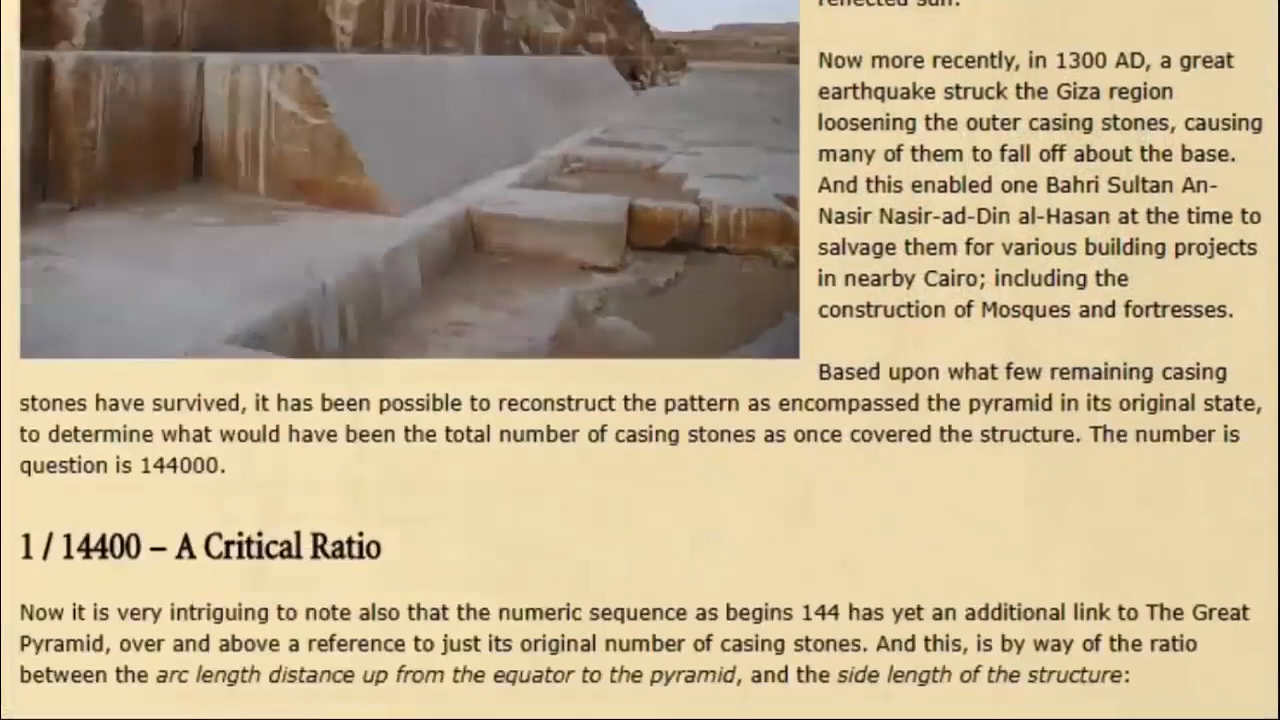 reflected sun.
Now more recently, in 1300 AD, a great
earthquake struck the Giza region
loosening the outer casing stones, causing
many of them to fall off about the base.
And this enabled one Bahri Sultan An-
Nasir Nasir-ad-Din al-Hasan at the time to
salvage them for various building projects
in nearby Cairo; including the
construction of Mosques and fortresses.
Based upon what few remaining casing
stones have survived, it has been possible to reconstruct the pattern as encompassed the pyramid in its original state,
to determine what would have been the total number of casing stones as once covered the structure. The number is
question is 144000.
1 / 14400 – A Critical Ratio
Now it is very intriguing to note also that the numeric sequence as begins 144 has yet an additional link to The Great
Pyramid, over and above a reference to just its original number of casing stones. And this, is by way of the ratio
between the arc length distance up from the equator to the pyramid, and the side length of the structure: